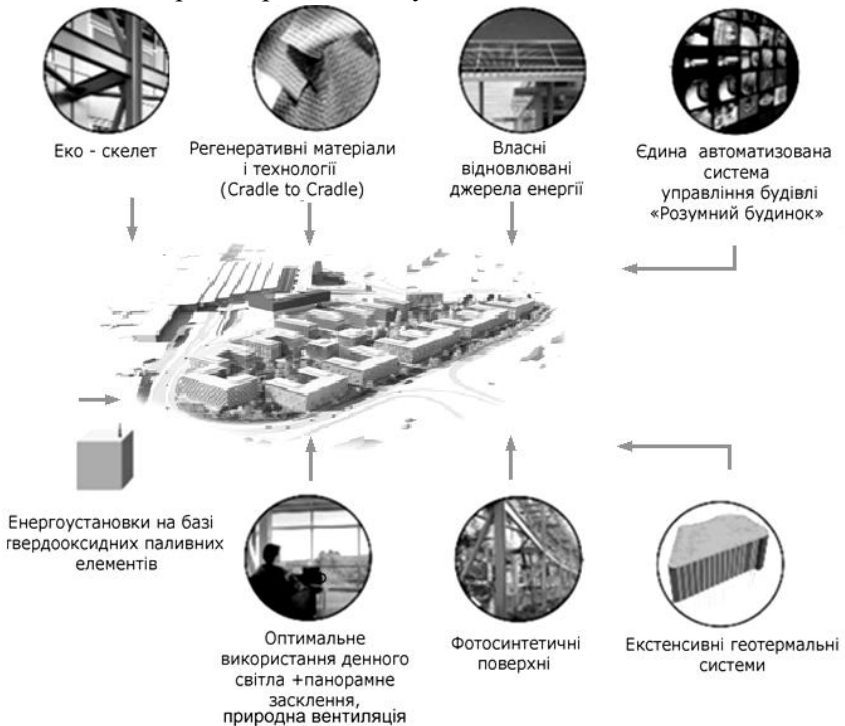 Еко - скелет
Регенеративні матеріали
і технології
(Cradle to Cradle)
Власні
відновлювані
джерела енергії
Єдина автоматизована
система
управління будівлі
«Розумний будинок»
Енергоустановки на базі
твердооксидних паливних
елементів
Оптимальне
використання денного
світла +панорамне
засклення,
природна вентиляція
Фотосинтетичні
поверхні
Екстенсивні геотермальні
системи